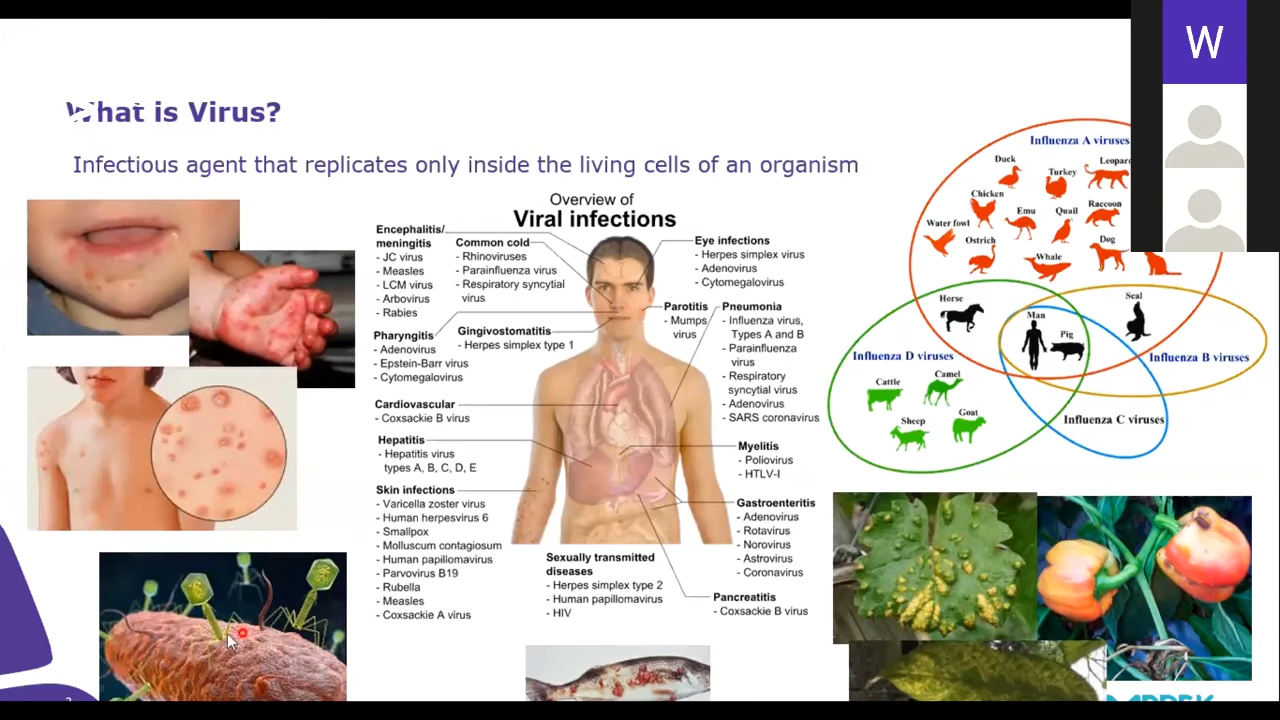 W
What is Virus?
Infectious agent that replicates only inside the living cells of an organism
Overview of
Viral infections
Encephalitis/
meningitis
- JC virus
- Measles
- LCM virus
- Arbovirus
- Rabies
Common cold
- Rhinoviruses
- Parainfluenza virus
- Respiratory syncytial
virus
Eye infections
- Herpes simplex virus
- Adenovirus
- Cytomegalovirus
Pharyngitis
- Adenovirus
- Epstein-Barr virus
- Cytomegalovirus
Gingivostomatitis
- Herpes simplex type 1
Parotitis
- Mumps
virus
Pneumonia
- Influenza virus,
Types A and B
- Parainfluenza
virus
- Respiratory
syncytial virus
- Adenovirus
- SARS coronavirus
Cardiovascular
- Coxsackie B virus
Hepatitis
- Hepatitis virus
types A, B, C, D, E
Myelitis
- Poliovirus
- HTLV-I
Skin infections
- Varicella zoster virus
- Human herpesvirus 6
- Smallpox
- Molluscum contagiosum
- Human papillomavirus
- Parvovirus B19
- Rubella
- Measles
- Coxsackie A virus
Gastroenteritis
- Adenovirus
- Rotavirus
- Norovirus
- Astrovirus
- Coronavirus
Sexually transmitted
diseases
- Herpes simplex type 2
- Human papillomavirus
- HIV
Pancreatitis
- Coxsackie B virus
Influenza A viruses
Duck
Turkey
Leopard
Chicken
Emu
Quail
Raccoon
Water fowl
Ostrich
Whale
Dog
Horse
Man
Pig
Seal
Influenza D viruses
Influenza B viruses
Cattle
Camel
Sheep
Goat
Influenza C viruses